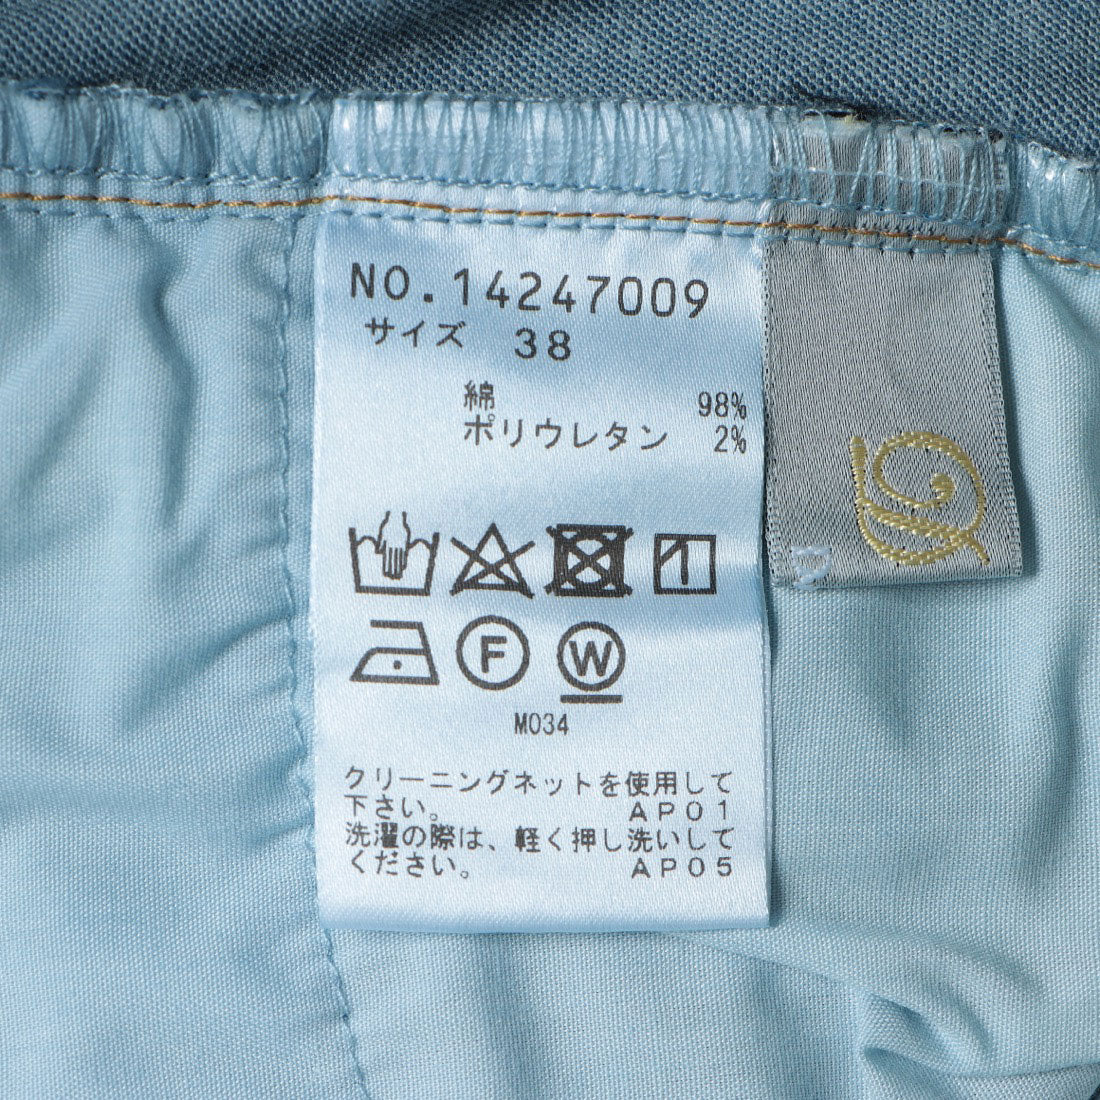 NO.14247009
サイズ 38
綿 98%
ポリウレタン 2%
F W
M034
クリーニングネットを使用して
下さい。 AP01
洗濯の際は、軽く押し洗いして
ください。 AP05